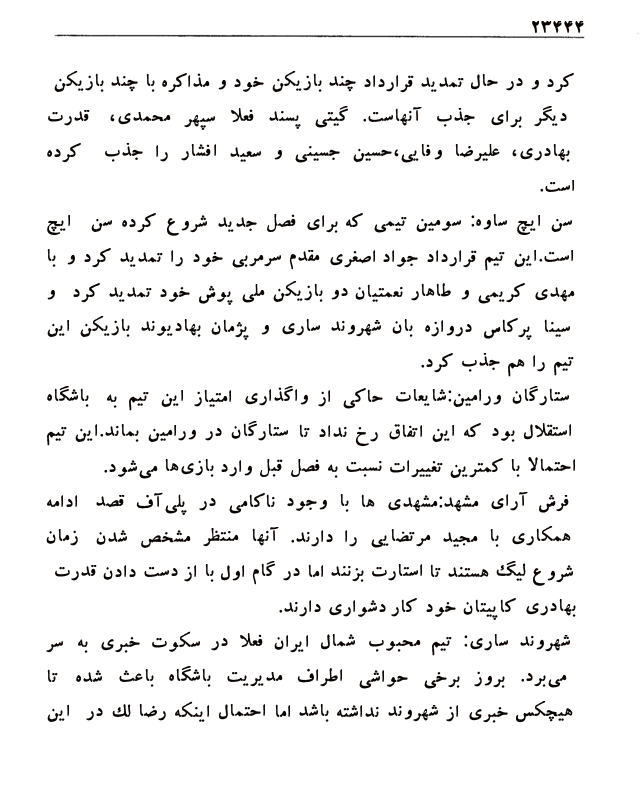 ۲۳۴۴۴
کرد و در حال تمدید قرارداد چند بازیکن خود و مذاکره با چند بازیکن
دیگر برای جذب آنهاست. گیتی پسند فعلا سپهر محمدی، قدرت
بهادری، علیرضا وفایی،حسین جسینی و سعید افشار را جذب کرده
است.
سن ایچ ساوه: سومین تیمی که برای فصل جدید شروع کرده سن ایچ
است.این تیم قرارداد جواد اصغری مقدم سرمربی خود را تمدید کرد و با
مهدی کریمی و طاهار نعمتیان دو بازیکن ملی پوش خود تمدید کرد و
سینا پرکاس دروازه بان شهروند ساری و پژمان بهادیوند بازیکن این
تیم را هم جذب کرد.
ستارگان ورامین:شایعات حاکی از واگذاری امتیاز این تیم به باشگاه
استقلال بود که این اتفاق رخ نداد تا ستارگان در ورامین بماند.این تیم
احتمالا با کمترین تغییرات نسبت به فصل قبل وارد بازی‌ها می‌شود.
فرش آرای مشهد:مشهدی ها با وجود ناکامی در پلی‌آف قصد ادامه
همکاری با مجید مرتضایی را دارند. آنها منتظر مشخص شدن زمان
شروع لیگ هستند تا استارت بزنند اما در گام اول با از دست دادن قدرت
بهادری کاپیتان خود کار دشواری دارند.
شهروند ساری: تیم محبوب شمال ایران فعلا در سکوت خبری به سر
می‌برد. بروز برخی حواشی اطراف مدیریت باشگاه باعث شده تا
هیچکس خبری از شهروند نداشته باشد اما احتمال اینکه رضا لك در این